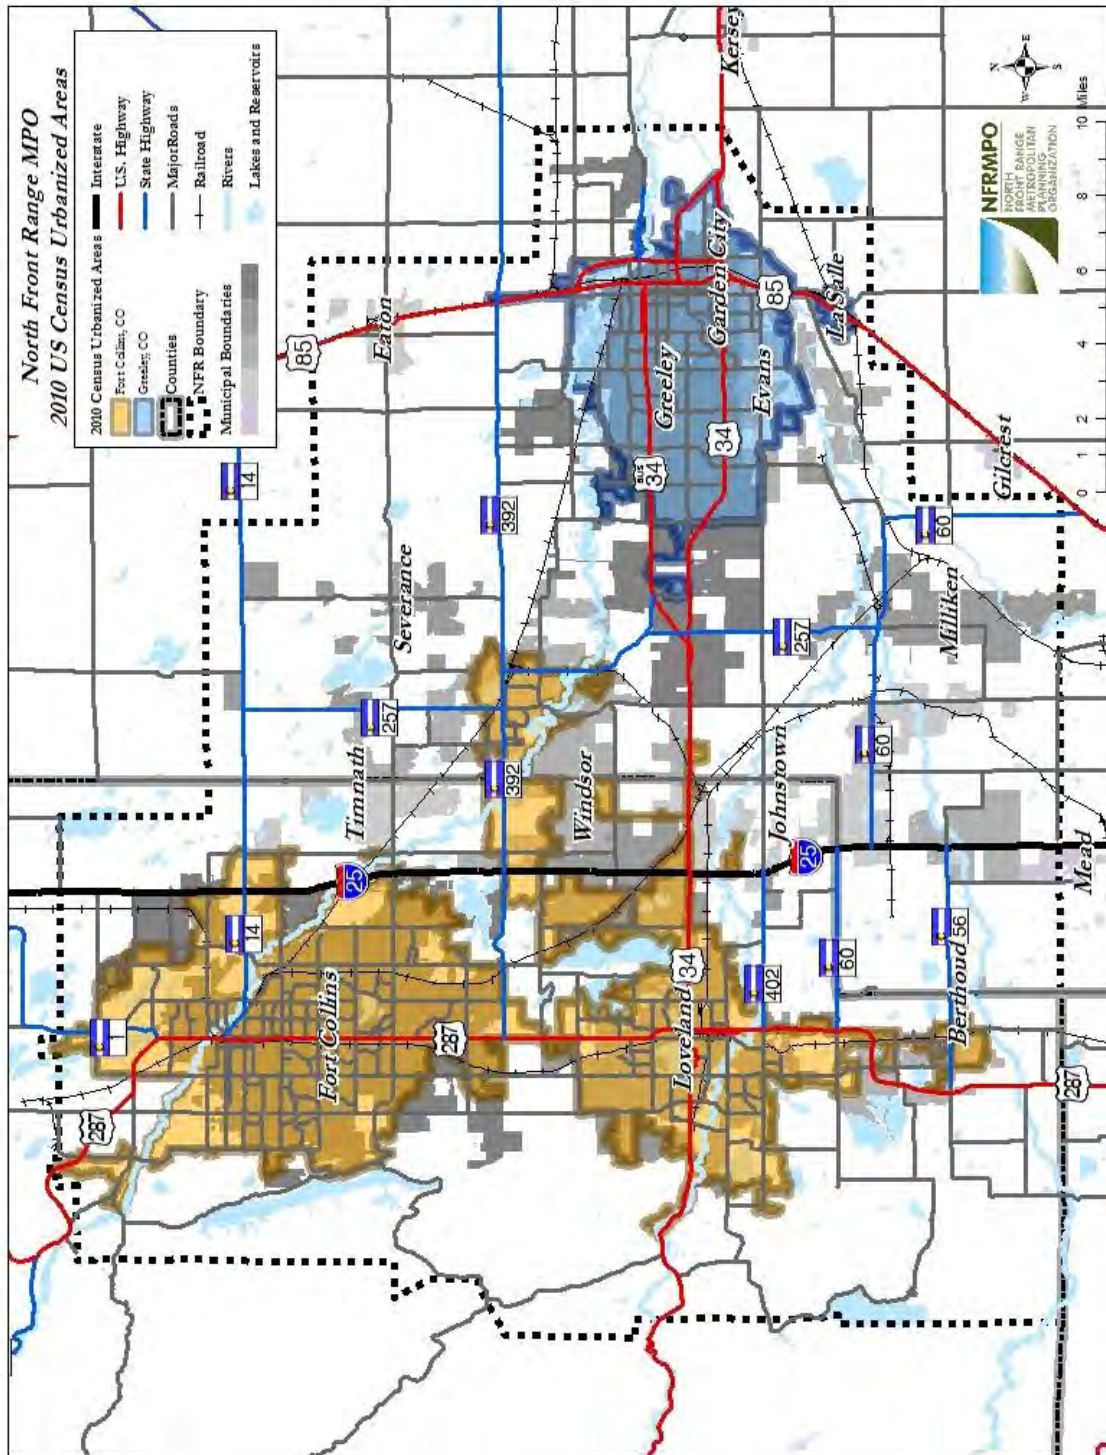 North Front Range MPO
2010 US Census Urbanized Areas
2010 Census Urbanized Areas
Fort Collins, CO
Greeley, CO
Counties
NFR Boundary
Municipal Boundaries
Interstate
U.S. Highway
State Highway
MajorRoads
Railroad
Rivers
Lakes and Reservoirs
287
1
14
25
14
85
Eaton
Fort Collins
Timnath
257
Severance
287
392
392
392
Windsor
BUS
34
Greeley
Kersey
Loveland
34
34
Garden City
402
Johnstown
25
257
Evans
85
60
60
LaSalle
56
Berthoud
Milliken
60
Gilcrest
287
Mead
NFRMPO
NORTH
FRONT RANGE
METROPOLITAN
PLANNING
ORGANIZATION
N
W E
S
0 1 2 4 6 8 10 Miles